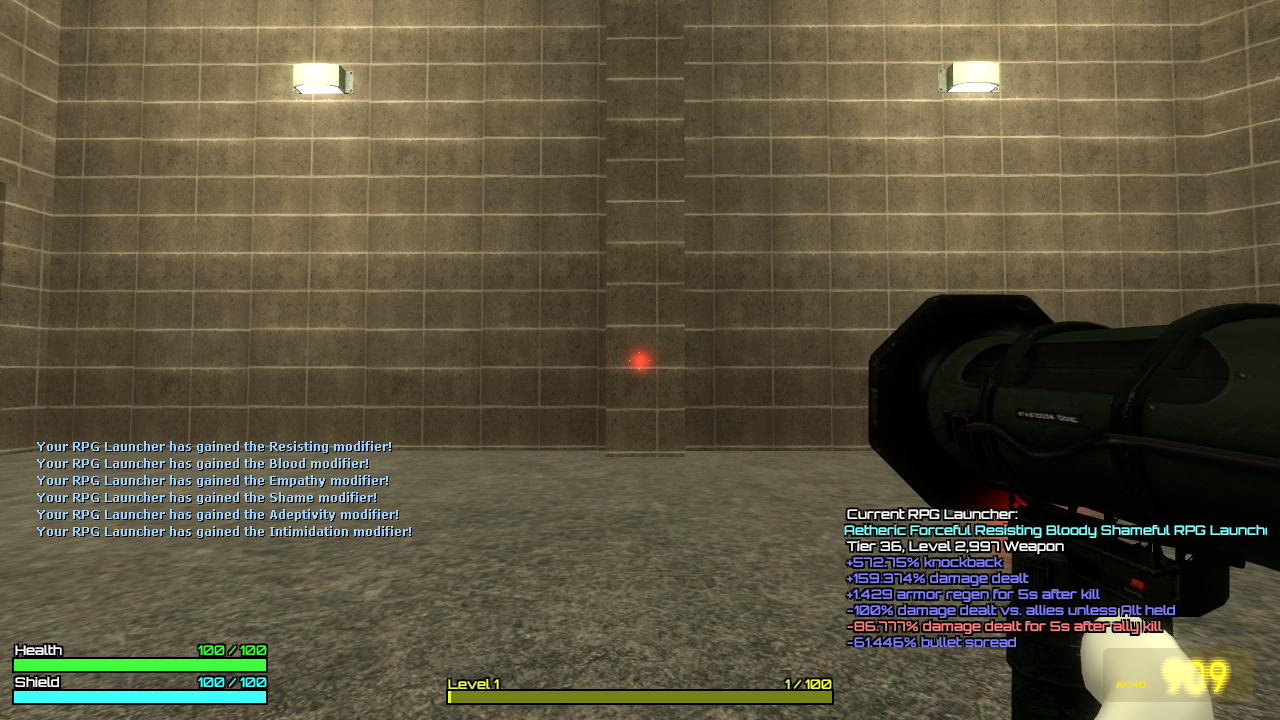 Your RPG Launcher has gained the Resisting modifier!
Your RPG Launcher has gained the Blood modifier!
Your RPG Launcher has gained the Empathy modifier!
Your RPG Launcher has gained the Shame modifier!
Your RPG Launcher has gained the Adeptivity modifier!
Your RPG Launcher has gained the Intimidation modifier!
Current RPG Launcher:
Aetheric Forceful Resisting Bloody Shameful RPG Launch
Tier 36, Level 2,997 Weapon
+572.75% knockback
+159.374% damage dealt
+1.429 armor regen for 5s after kill
-100% damage dealt vs. allies unless Alt held
-86.777% damage dealt for 5s after ally kill
-61.446% bullet spread
Health 100 / 100
Shield 100 / 100
Level 1 1 / 100
AMMO 909